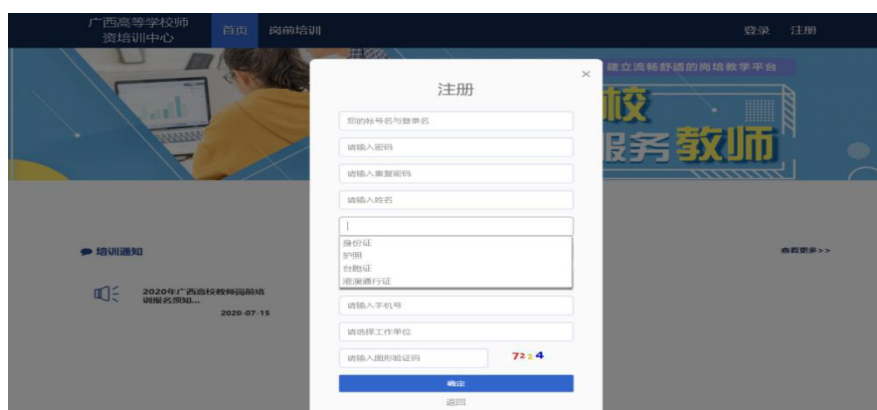 广西高等学校师
资培训中心
首页
岗前培训
登录
注册
建立流畅舒适的岗培教学平台
校
服务教师
注册
×
您的帐号名与登录名
请输入密码
请输入重复密码
请输入姓名
身份证
护照
台胞证
港澳通行证
请输入手机号
请选择工作单位
请输入图形验证码
7224
确定
返回
培训通知
查看更多>>
2020年广西高校教师岗前培
训报名须知...
2020-07-15